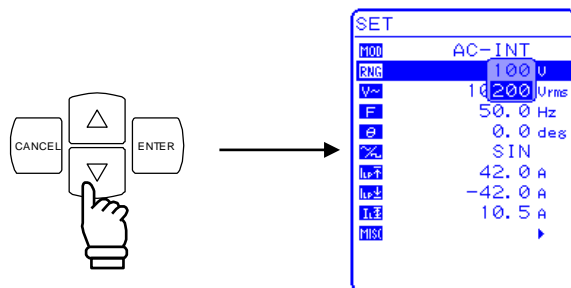 CANCEL
ENTER
SET
MOD AC-INT
RNG 100 V
V~ 10 200 Vrms
F 50.0 Hz
θ 0.0 deg
SIN
42.0 A
-42.0 A
10.5 A
MISC